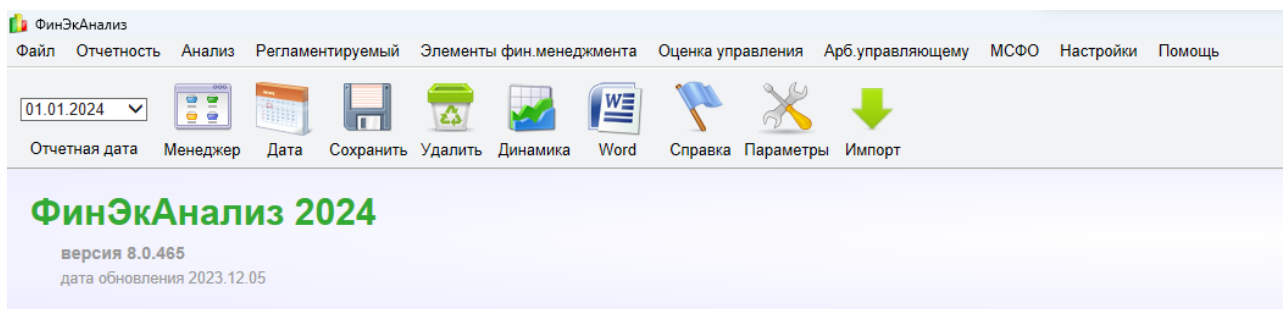 ФинЭкАнализ
Файл Отчетность Анализ Регламентируемый Элементы фин.менеджмента Оценка управления Арб.управляющему МСФО Настройки Помощь
01.01.2024
W
Отчетная дата Менеджер Дата Сохранить Удалить Динамика Word Справка Параметры Импорт
ФинЭкАнализ 2024
версия 8.0.465
дата обновления 2023.12.05